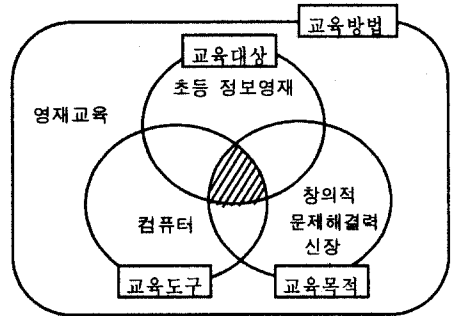 교육방법
교육대상
초등 정보영재
영재교육
컴퓨터
창의적
문제해결력
신장
교육도구
교육목적